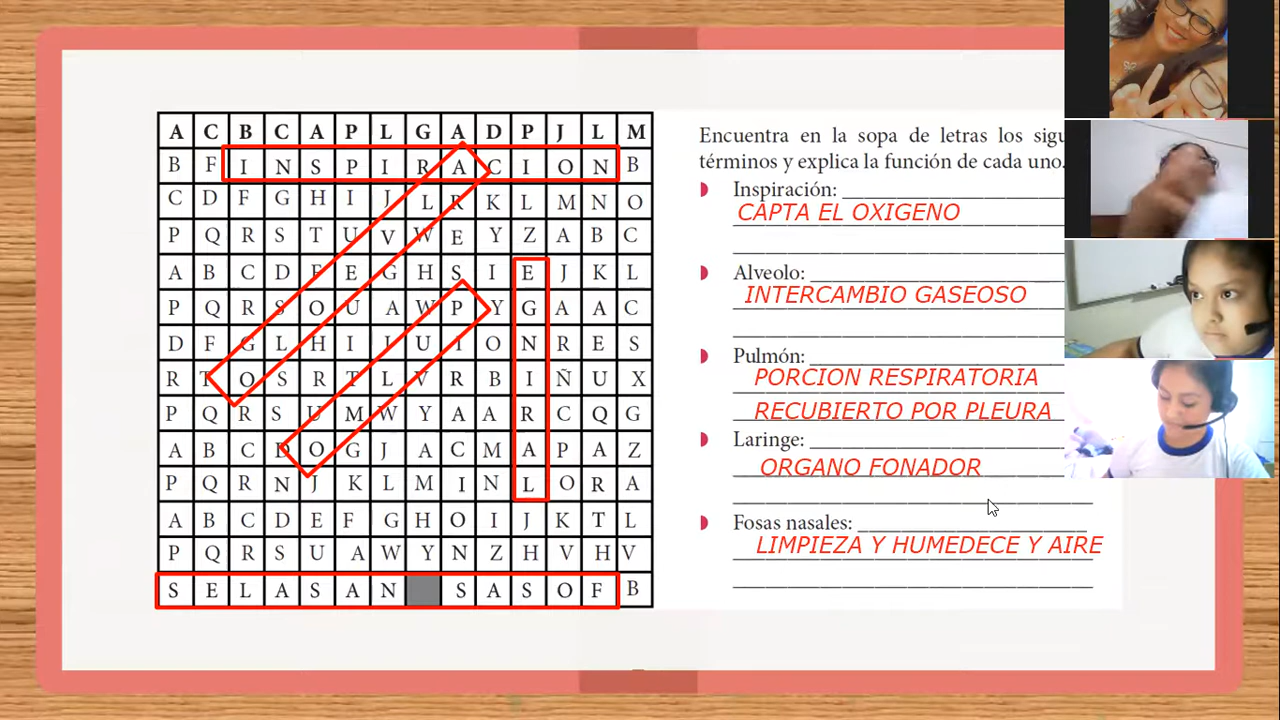 A C B C A P L G A D P J L M
B F I N S P I R A C I O N B
C D F G H I J L R K L M N O
P Q R S T U V W E Y Z A B C
A B C D F E G H S I E J K L
P Q R S O U A W P Y G A A C
D F G L H I L U I O N R E S
R T O S R T L V R B I Ñ U X
P Q R S U M W Y A A R C Q G
A B C D O G J A C M A P A Z
P Q R N J K L M I N L O R A
A B C D E F G H O I J K T L
P Q R S U A W Y N Z H V H V
S E L A S A N S A S O F B
Encuentra en la sopa de letras los sigu
términos y explica la función de cada uno.
Inspiración:
CAPTA EL OXIGENO
Alveolo:
INTERCAMBIO GASEOSO
Pulmón:
PORCION RESPIRATORIA
RECUBIERTO POR PLEURA
Laringe:
ORGANO FONADOR
Fosas nasales:
LIMPIEZA Y HUMEDECE Y AIRE